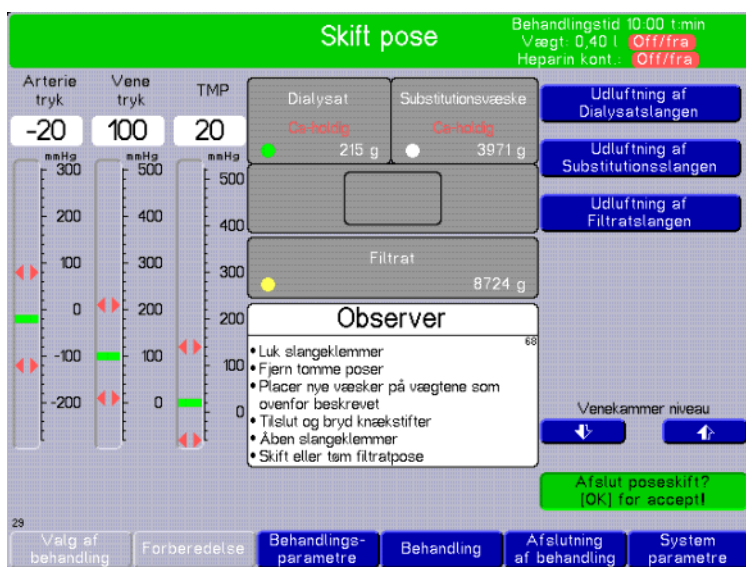 Skift pose
Behandlingstid 10:00 t:min
Vægt: 0,40 l Off/fra
Heparin kont.: Off/fra
Arterie
tryk
Vene
tryk
TMP
-20
100
20
mmHg
mmHg
mmHg
300
200
100
0
-100
-200
500
400
300
200
100
0
500
400
300
200
100
0
Dialysat
Ca-holdig
215 g
Substitutionsvæske
Ca-holdig
3971 g
Filtrat
8724 g
Observer
68
• Luk slangeklemmer
• Fjern tomme poser
• Placer nye væsker på vægtene som
ovenfor beskrevet
• Tilslut og bryd knækstifter
• Åben slangeklemmer
• Skift eller tøm filtratpose
Udluftning af
Dialysatslangen
Udluftning af
Substitutionsslangen
Udluftning af
Filtratslangen
Venekammer niveau
Afslut poseskift?
[OK] for accept!
29
Valg af
behandling
Forberedelse
Behandlings-
parametre
Behandling
Afslutning
af behandling
System
parametre